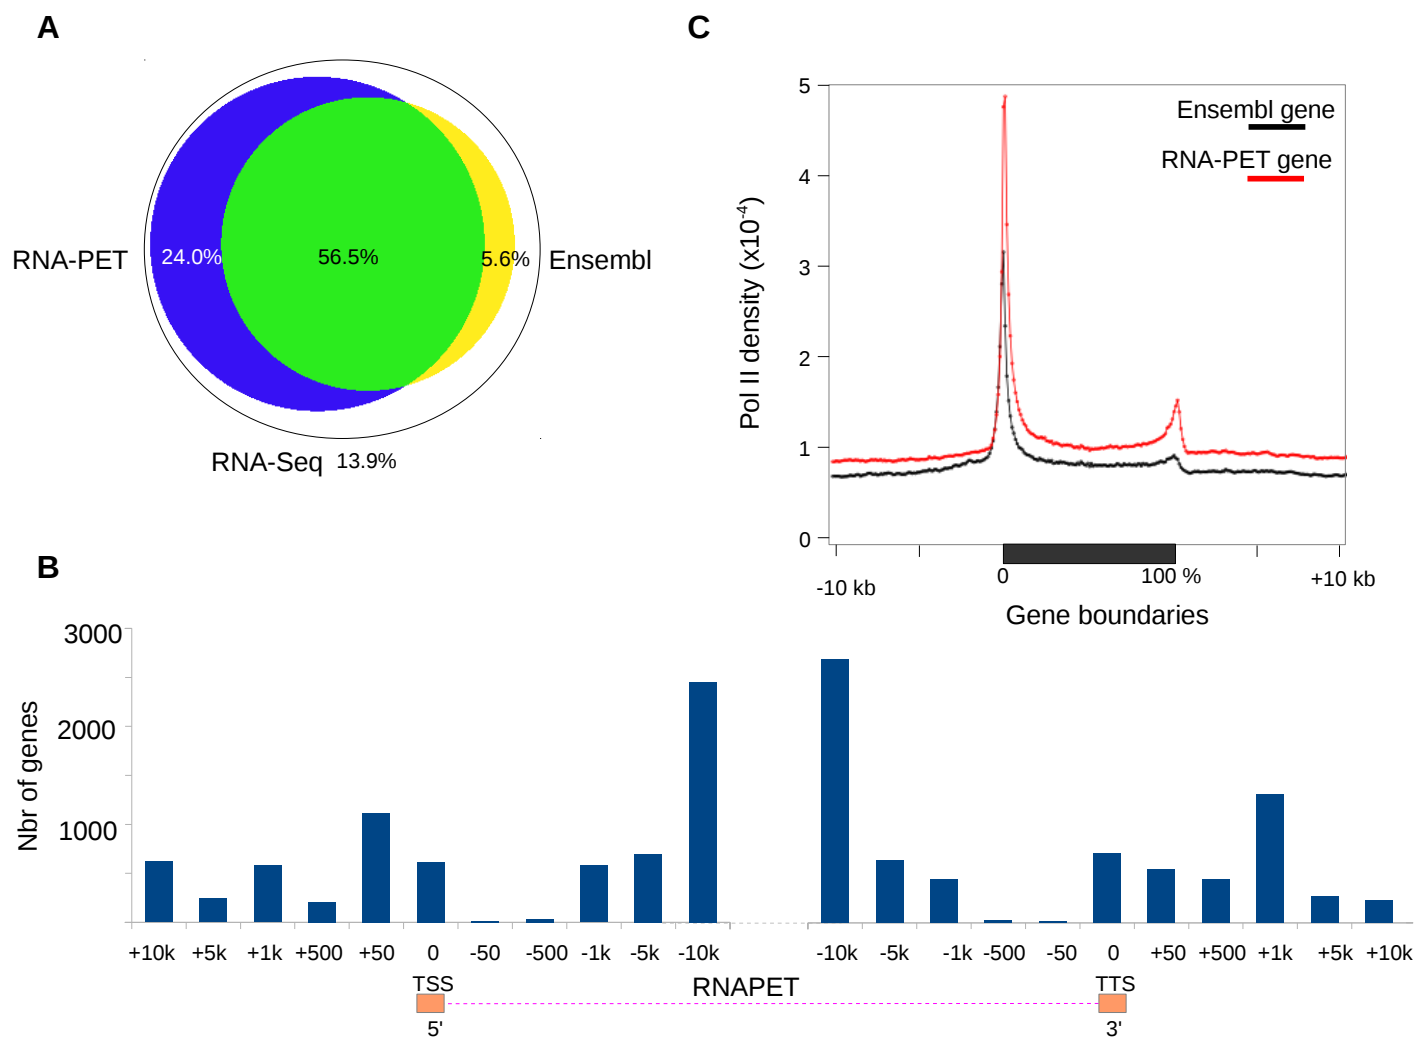 A
RNA-PET
24.0%
56.5%
5.6%
Ensembl
RNA-Seq 13.9%
C
Ensembl gene
RNA-PET gene
Pol II density (x10-4)
5
4
3
2
1
0
-10 kb
0
100 %
+10 kb
Gene boundaries
B
Nbr of genes
3000
2000
1000
+10k +5k +1k +500 +50 0 -50 -500 -1k -5k -10k -10k -5k -1k -500 -50 0 +50 +500 +1k +5k +10k
TSS RNAPET TTS
5' 3'